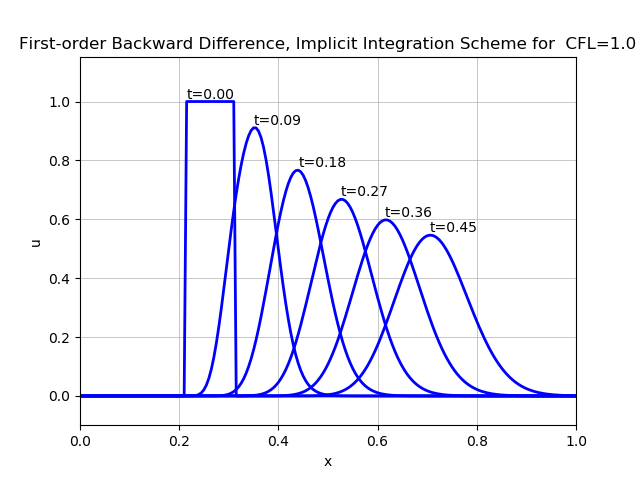 First-order Backward Difference, Implicit Integration Scheme for  CFL=1.0
1.0
0.8
0.6
0.4
0.2
0.0
u
t=0.00
t=0.09
t=0.18
t=0.27
t=0.36
t=0.45
0.0
0.2
0.4
0.6
0.8
1.0
x